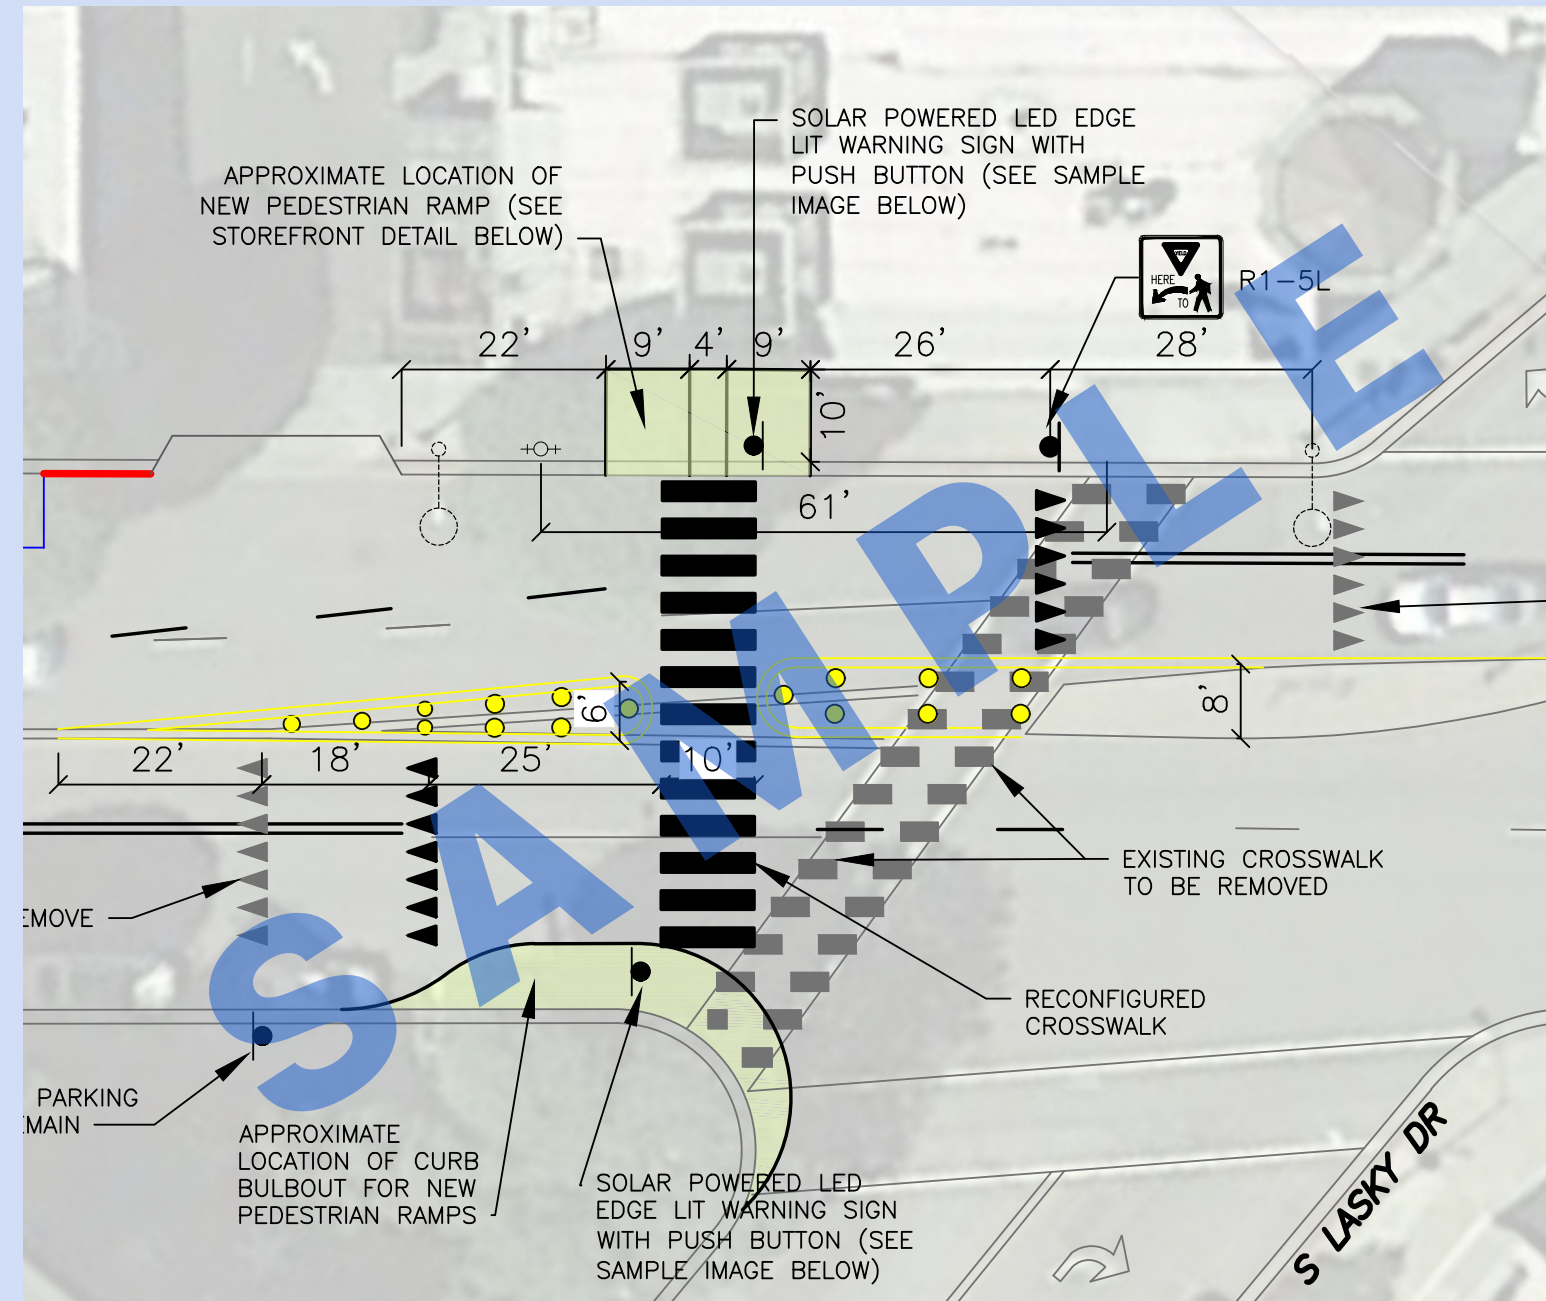 SOLAR POWERED LED EDGE
LIT WARNING SIGN WITH
PUSH BUTTON (SEE SAMPLE
IMAGE BELOW)
APPROXIMATE LOCATION OF
NEW PEDESTRIAN RAMP (SEE
STOREFRONT DETAIL BELOW)
YIELD
HERE
TO
R1-5L
22' 9' 4' 9' 26' 28'
10'
61'
6'
8'
22' 18' 25' 10'
SAMPLE
EXISTING CROSSWALK
TO BE REMOVED
EMOVE
RECONFIGURED
CROSSWALK
PARKING
EMAIN
APPROXIMATE
LOCATION OF CURB
BULBOUT FOR NEW
PEDESTRIAN RAMPS
SOLAR POWERED LED
EDGE LIT WARNING SIGN
WITH PUSH BUTTON (SEE
SAMPLE IMAGE BELOW)
S LASKY DR